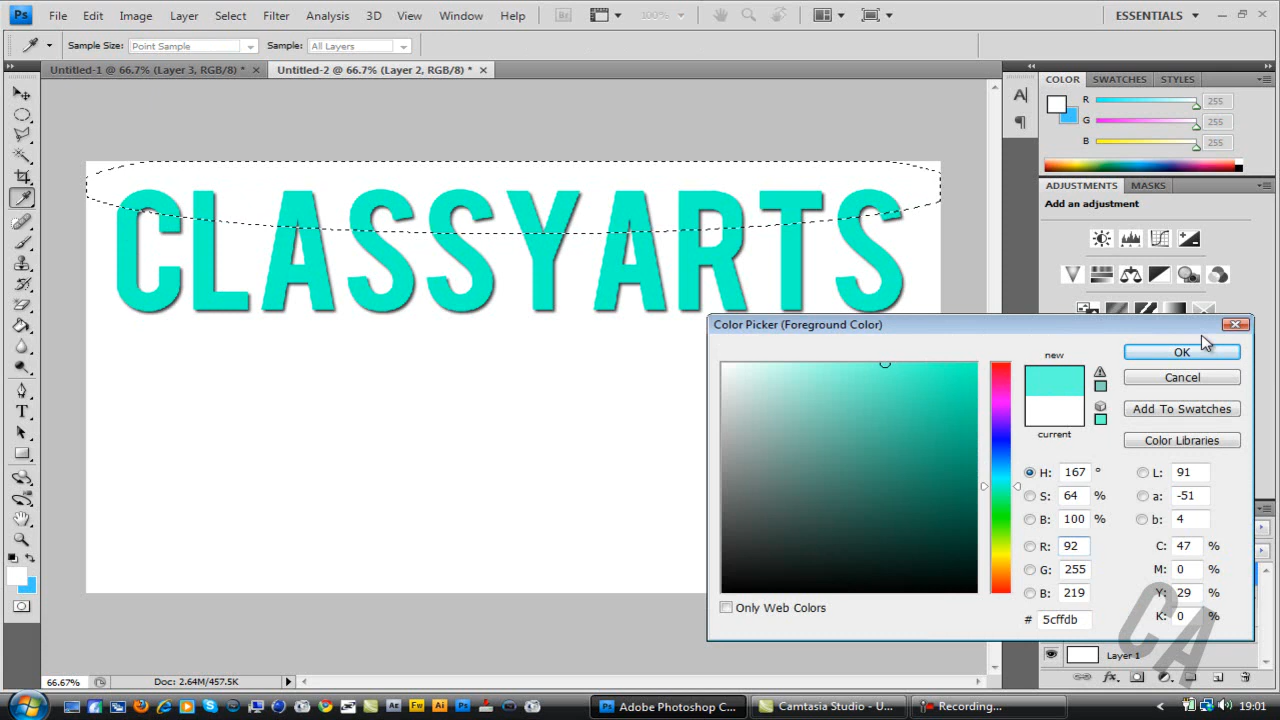 Ps File Edit Image Layer Select Filter Analysis 3D View Window Help Br 100% ESSENTIALS
Sample Size: Point Sample Sample: All Layers
Untitled-1 @ 66.7% (Layer 3, RGB/8) * Untitled-2 @ 66.7% (Layer 2, RGB/8) *
COLOR SWATCHES STYLES
R 255
G 255
B 255
ADJUSTMENTS MASKS
Add an adjustment
CLASSYARTS
Color Picker (Foreground Color)
new
current
OK
Cancel
Add To Swatches
Color Libraries
H: 167 °
S: 64 %
B: 100 %
R: 92
G: 255
B: 219
# 5cffdb
L: 91
a: -51
b: 4
C: 47 %
M: 0 %
Y: 29 %
K: 0 %
Only Web Colors
CA
Layer 1
66.67% Doc: 2.64M/457.5K
Adobe Photoshop C... Camtasia Studio - U... Recording... 19:01